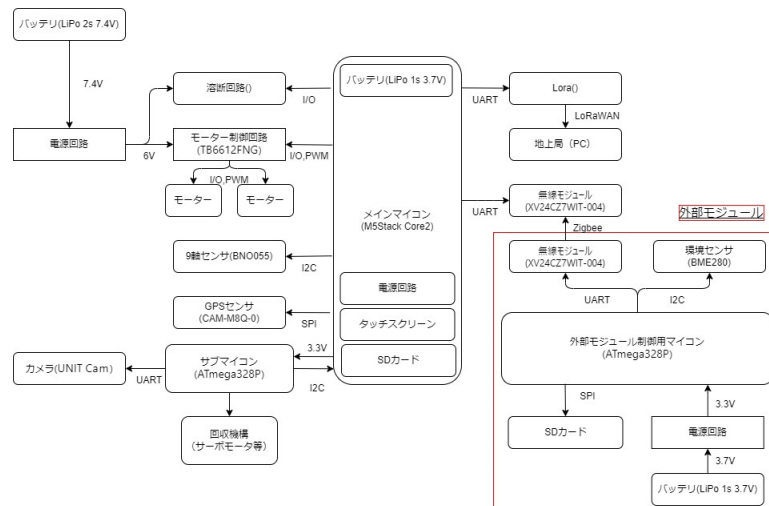 バッテリ(LiPo 2s 7.4V)
7.4V
電源回路
6V
溶断回路()
I/O
モーター制御回路
(TB6612FNG)
I/O,PWM
I/O,PWM
モーター
モーター
9軸センサ(BNO055)
I2C
GPSセンサ
(CAM-M8Q-0)
SPI
カメラ(UNIT Cam)
UART
サブマイコン
(ATmega328P)
3.3V
I2C
回収機構
(サーボモータ等)
バッテリ(LiPo 1s 3.7V)
メインマイコン
(M5Stack Core2)
電源回路
タッチスクリーン
SDカード
UART
Lora()
LoRaWAN
地上局（PC）
UART
無線モジュール
(XV24CZ7WIT-004)
Zigbee
外部モジュール
無線モジュール
(XV24CZ7WIT-004)
環境センサ
(BME280)
UART
I2C
外部モジュール制御用マイコン
(ATmega328P)
SPI
3.3V
SDカード
電源回路
3.7V
バッテリ(LiPo 1s 3.7V)